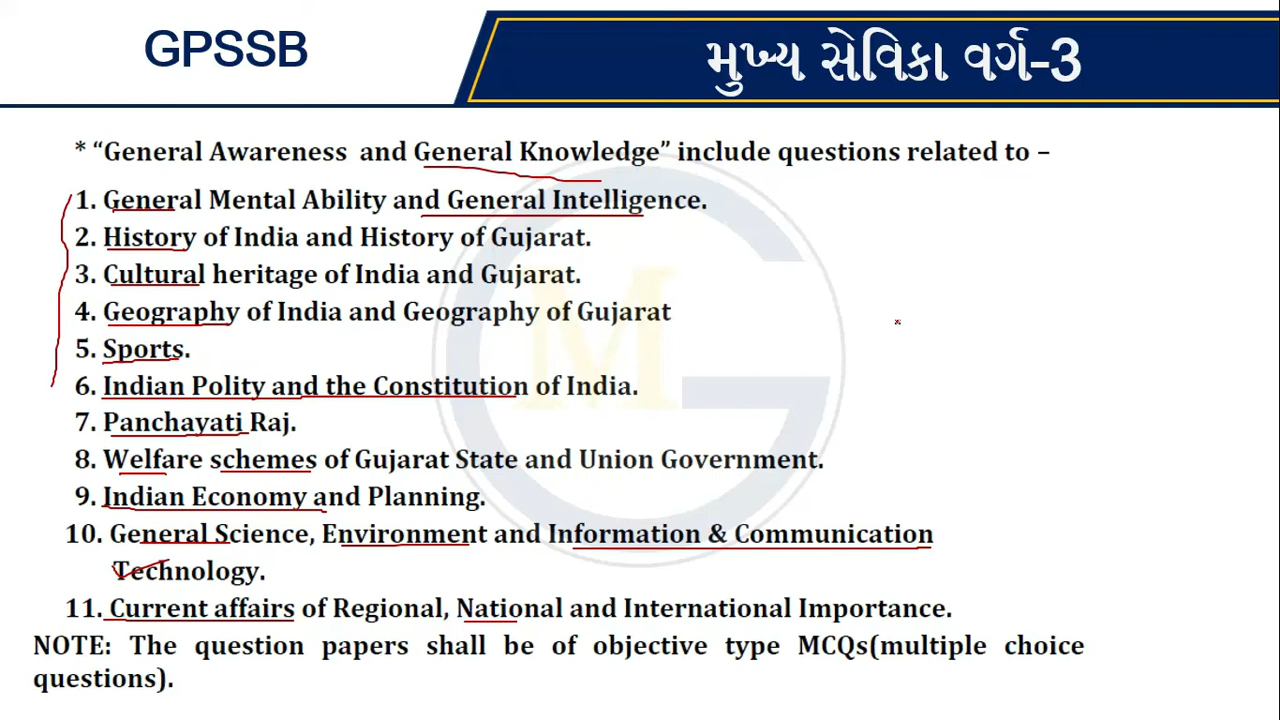 GPSSB
મુખ્ય સેવિકા વર્ગ-3
* “General Awareness and General Knowledge” include questions related to –
1. General Mental Ability and General Intelligence.
2. History of India and History of Gujarat.
3. Cultural heritage of India and Gujarat.
4. Geography of India and Geography of Gujarat
5. Sports.
6. Indian Polity and the Constitution of India.
7. Panchayati Raj.
8. Welfare schemes of Gujarat State and Union Government.
9. Indian Economy and Planning.
10. General Science, Environment and Information & Communication
Technology.
11. Current affairs of Regional, National and International Importance.
NOTE: The question papers shall be of objective type MCQs(multiple choice
questions).